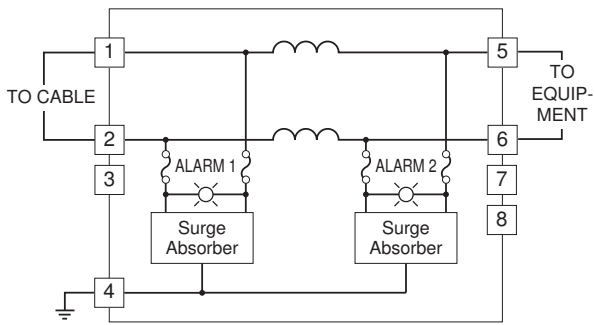 1
5
TO CABLE
TO
EQUIP-
MENT
2
6
3
ALARM 1
ALARM 2
7
8
Surge
Absorber
Surge
Absorber
4